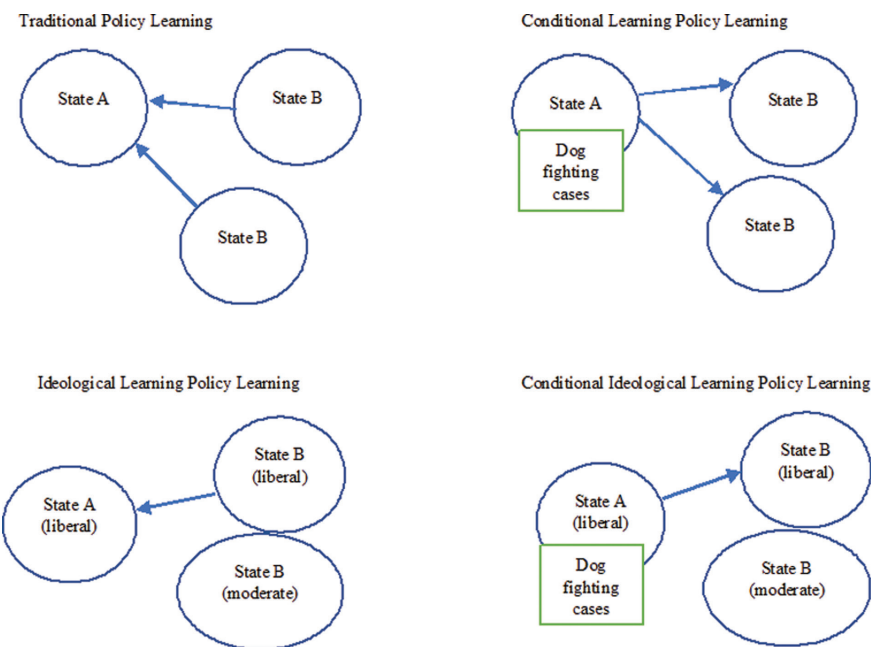 Traditional Policy Learning
State A
State B
State B
Conditional Learning Policy Learning
State A
Dog
fighting
cases
State B
State B
Ideological Learning Policy Learning
State A
(liberal)
State B
(liberal)
State B
(moderate)
Conditional Ideological Learning Policy Learning
State A
(liberal)
Dog
fighting
cases
State B
(liberal)
State B
(moderate)